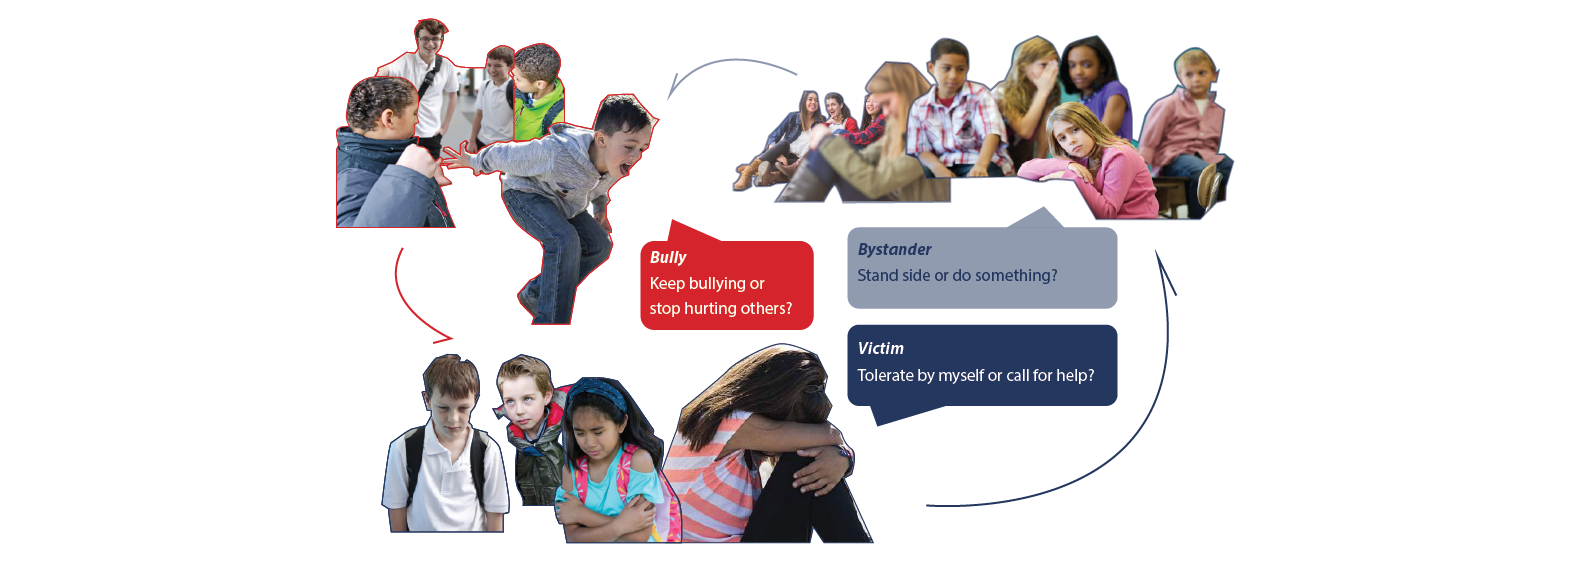 Bully
Keep bullying or
stop hurting others?
Bystander
Stand side or do something?
Victim
Tolerate by myself or call for help?